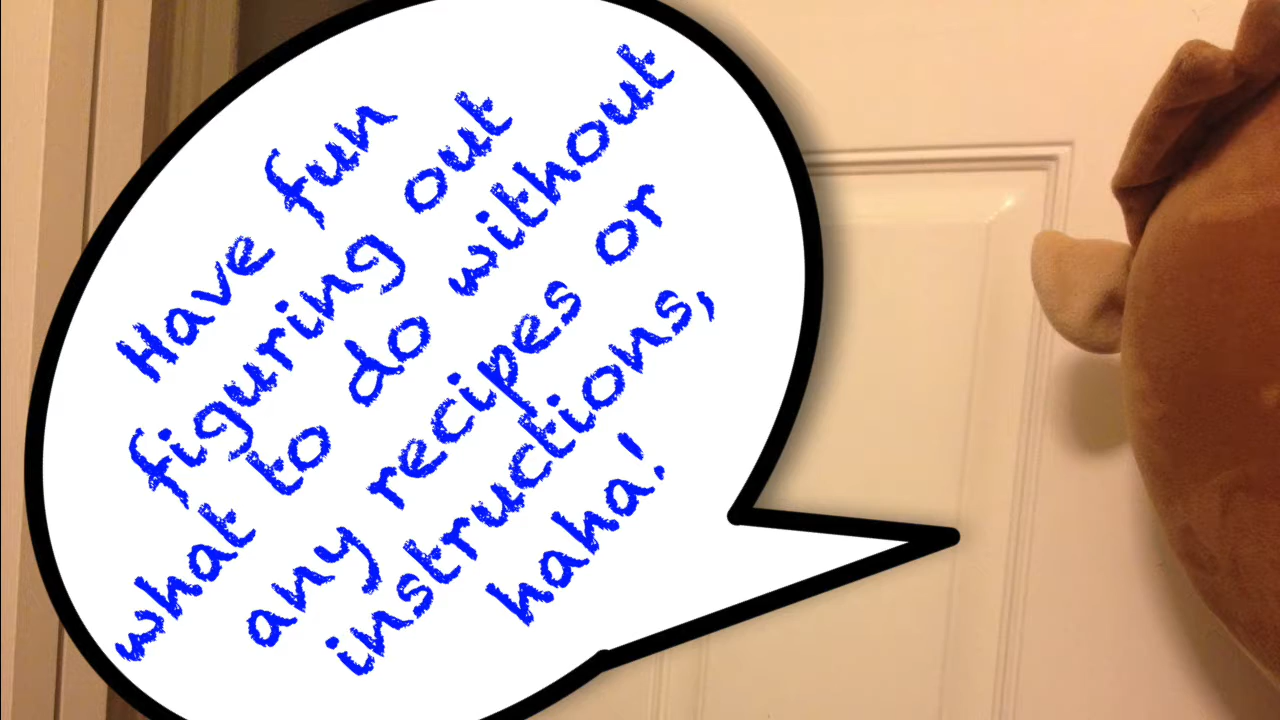 Have fun
figuring out
what to do without
any recipes or
instructions,
haha!